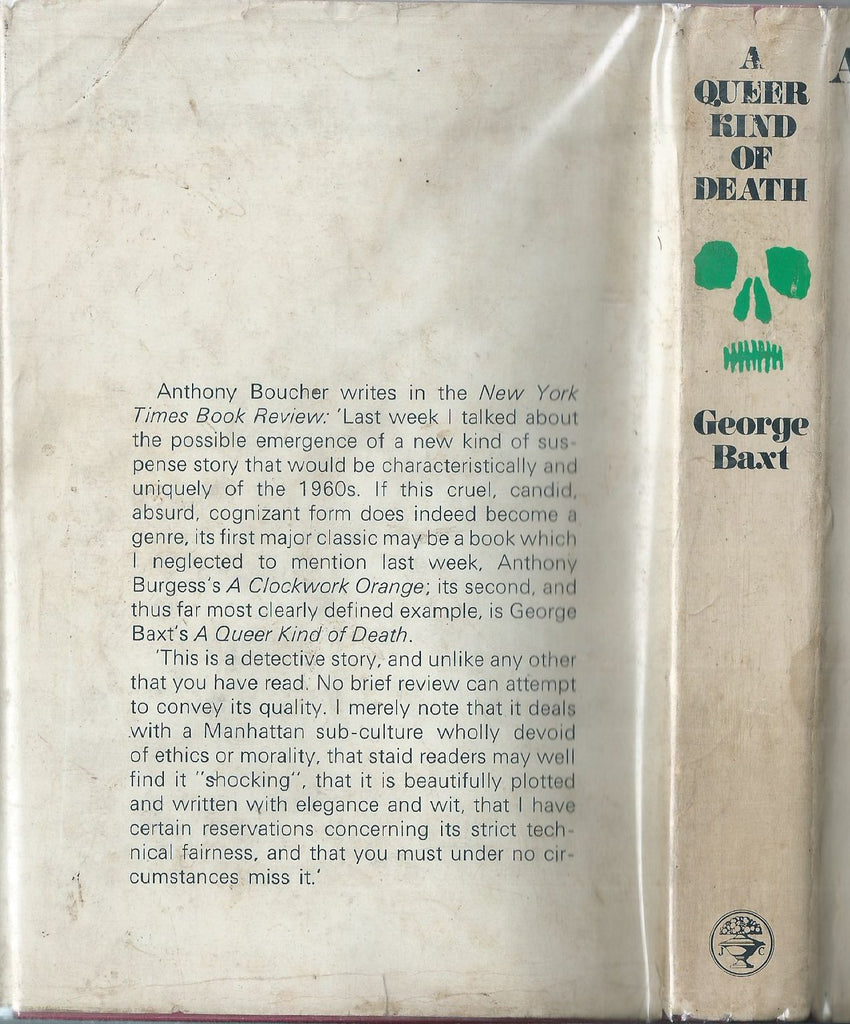 Anthony Boucher writes in the New York
Times Book Review: 'Last week I talked about
the possible emergence of a new kind of sus-
pense story that would be characteristically and
uniquely of the 1960s. If this cruel, candid,
absurd, cognizant form does indeed become a
genre, its first major classic may be a book which
I neglected to mention last week, Anthony
Burgess's A Clockwork Orange; its second, and
thus far most clearly defined example, is George
Baxt's A Queer Kind of Death.
'This is a detective story, and unlike any other
that you have read. No brief review can attempt
to convey its quality. I merely note that it deals
with a Manhattan sub-culture wholly devoid
of ethics or morality, that staid readers may well
find it "shocking", that it is beautifully plotted
and written with elegance and wit, that I have
certain reservations concerning its strict tech-
nical fairness, and that you must under no cir-
cumstances miss it.'
A
QUEER
KIND
OF
DEATH
George
Baxt
J C
A